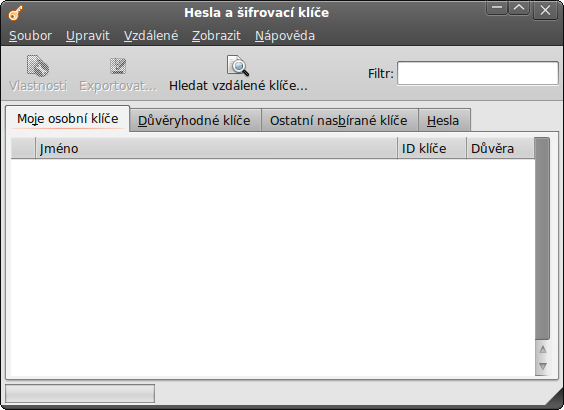 Hesla a šifrovací klíče
Soubor Upravit Vzdálené Zobrazit Nápověda
Vlastnosti Exportovat... Hledat vzdálené klíče... Filtr:
Moje osobní klíče Důvěryhodné klíče Ostatní nasbírané klíče Hesla
Jméno ID klíče Důvěra